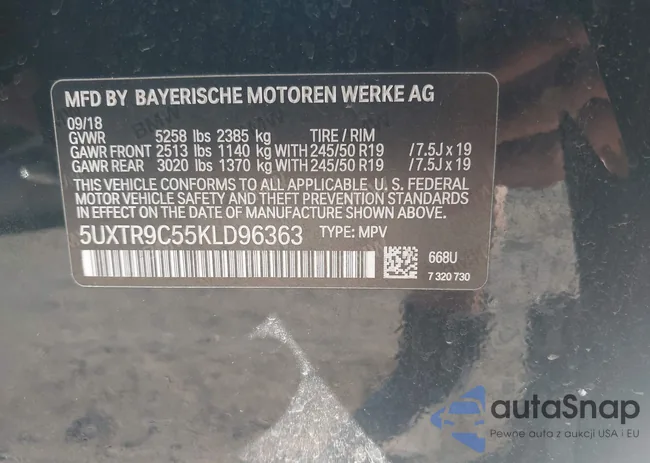 MFD BY BAYERISCHE MOTOREN WERKE AG
09/18
GVWR 5258 lbs 2385 kg TIRE / RIM
GAWR FRONT 2513 lbs 1140 kg WITH 245/50 R19 /7.5J x 19
GAWR REAR 3020 lbs 1370 kg WITH 245/50 R19 /7.5J x 19
THIS VEHICLE CONFORMS TO ALL APPLICABLE U. S. FEDERAL
MOTOR VEHICLE SAFETY, BUMPER, AND THEFT PREVENTION
STANDARDS IN EFFECT ON THE DATE OF MANUFACTURE SHOWN ABOVE.
5UXTR9C55KLD96363 TYPE: MPV
668U
7 320 730
autaSnap
Pewne auta z aukcji USA i EU